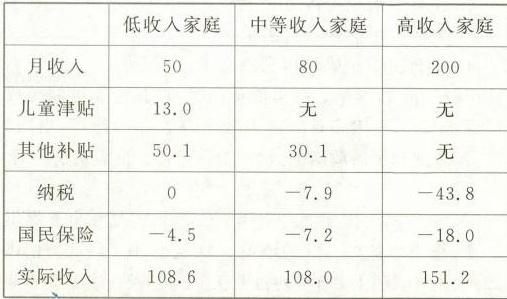 低收入家庭 中等收入家庭 高收入家庭
月收入 50 80 200
儿童津贴 13.0 无 无
其他补贴 50.1 30.1 无
纳税 0 -7.9 -43.8
国民保险 -4.5 -7.2 -18.0
实际收入 108.6 108.0 151.2